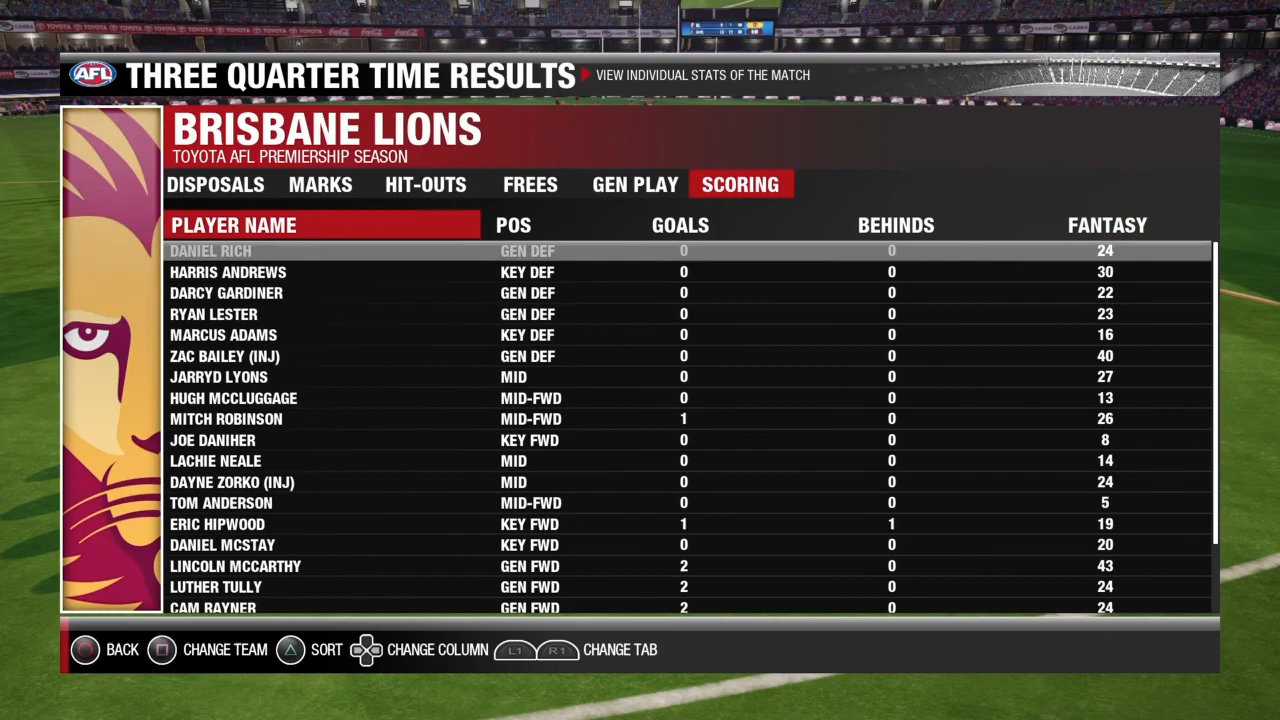 TOYOTA TOYOTA TOYOTA TOYOTA Coca-Cola Coca-Cola
AFL THREE QUARTER TIME RESULTS VIEW INDIVIDUAL STATS OF THE MATCH
BRISBANE LIONS
TOYOTA AFL PREMIERSHIP SEASON
DISPOSALS MARKS HIT-OUTS FREES GEN PLAY SCORING
PLAYER NAME POS GOALS BEHINDS FANTASY
DANIEL RICH GEN DEF 0 0 24
HARRIS ANDREWS KEY DEF 0 0 30
DARCY GARDINER GEN DEF 0 0 22
RYAN LESTER GEN DEF 0 0 23
MARCUS ADAMS KEY DEF 0 0 16
ZAC BAILEY (INJ) GEN DEF 0 0 40
JARRYD LYONS MID 0 0 27
HUGH MCCLUGGAGE MID-FWD 0 0 13
MITCH ROBINSON MID-FWD 1 0 26
JOE DANIHER KEY FWD 0 0 8
LACHIE NEALE MID 0 0 14
DAYNE ZORKO (INJ) MID 0 0 24
TOM ANDERSON MID-FWD 0 0 5
ERIC HIPWOOD KEY FWD 1 1 19
DANIEL MCSTAY KEY FWD 0 0 20
LINCOLN MCCARTHY GEN FWD 2 0 43
LUTHER TULLY GEN FWD 2 0 24
CAM RAYNER GEN FWD 2 0 24
BACK CHANGE TEAM SORT CHANGE COLUMN L1 R1 CHANGE TAB